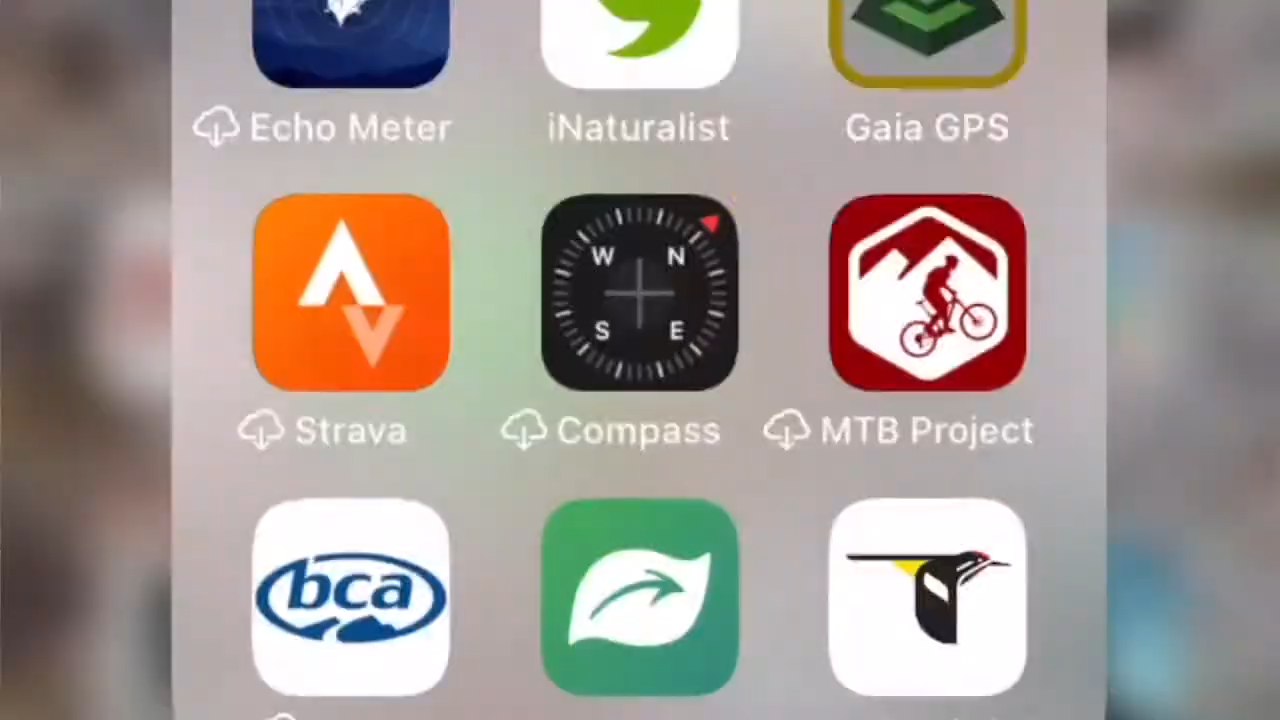 Echo Meter
iNaturalist
Gaia GPS
W N
S E
Strava
Compass
MTB Project
bca